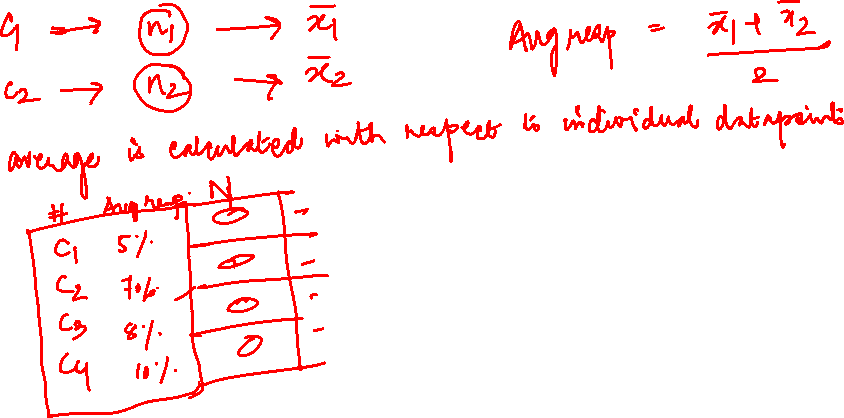 C1 → n1 → x̄1
Avg resp = x̄1 + x̄2 / 2
C2 → n2 → x̄2
average is calculated with respect to individual datapoints
# Avg resp. N
C1 5%
C2 7%
C3 8%
C4 10%